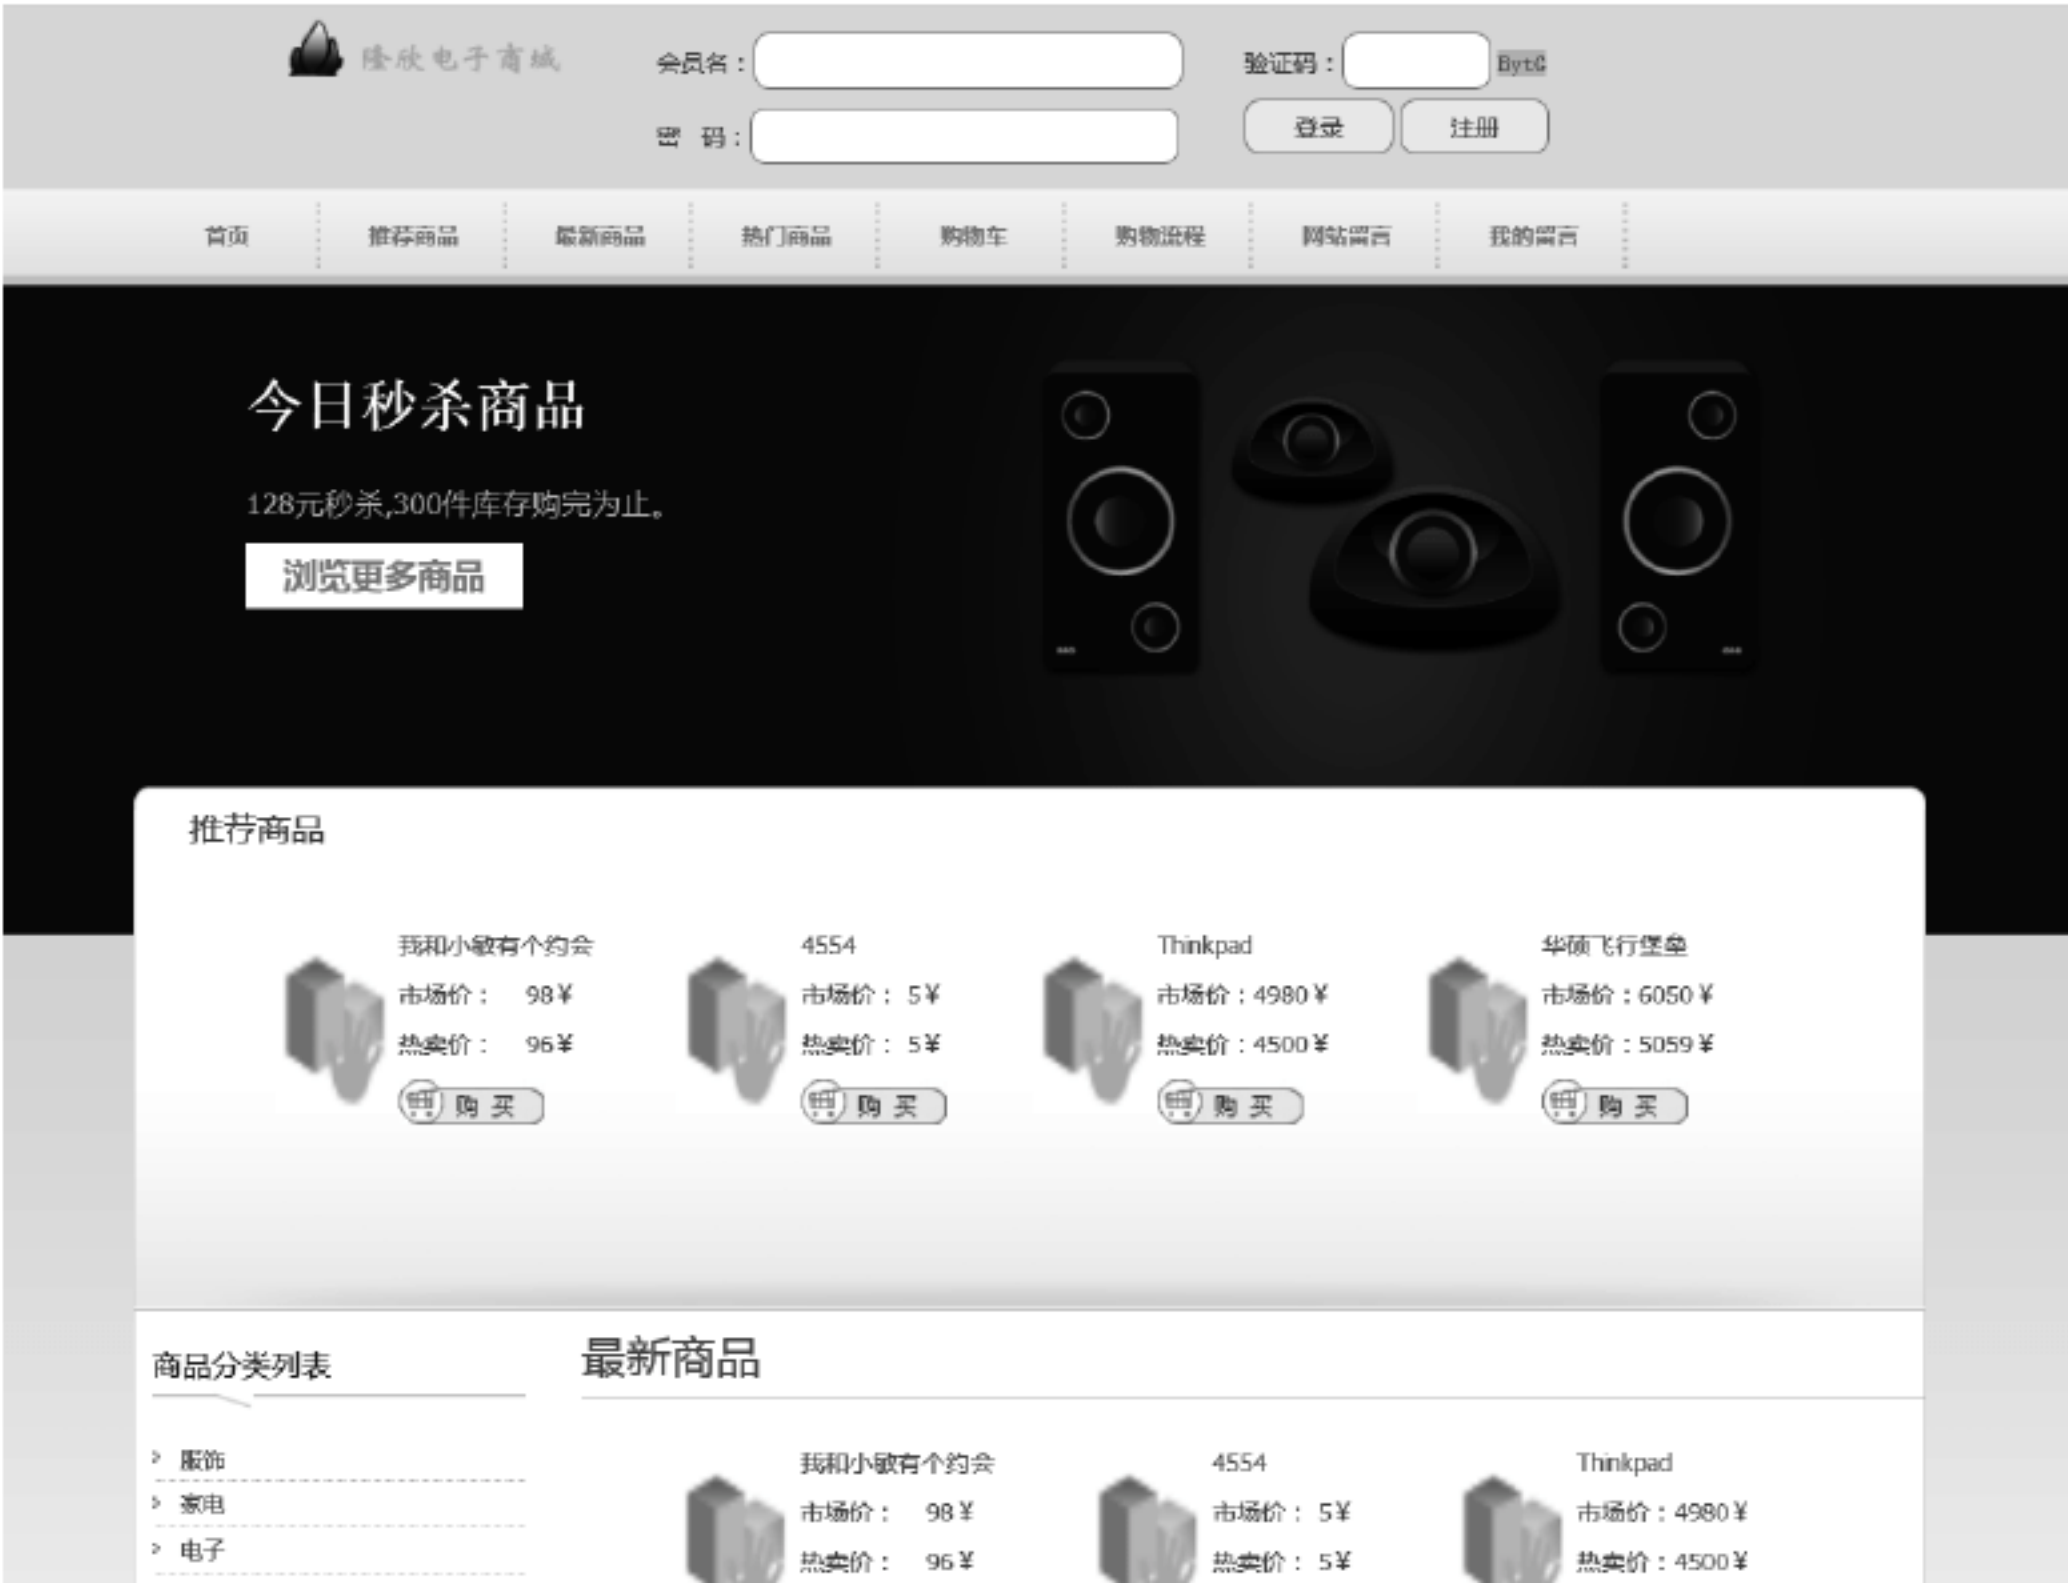 隆欣电子商城
会员名：
验证码：
BytG
密 码：
登录 注册
首页 推荐商品 最新商品 热门商品 购物车 购物流程 网站留言 我的留言
今日秒杀商品
128元秒杀,300件库存购完为止。
浏览更多商品
推荐商品
我和小敏有个约会 4554 Thinkpad 华硕飞行堡垒
市场价： 98¥ 市场价： 5¥ 市场价：4980¥ 市场价：6050¥
热卖价： 96¥ 热卖价： 5¥ 热卖价：4500¥ 热卖价：5059¥
购 买 购 买 购 买 购 买
商品分类列表
最新商品
服饰
家电
电子
我和小敏有个约会 4554 Thinkpad
市场价： 98¥ 市场价： 5¥ 市场价：4980¥
热卖价： 96¥ 热卖价： 5¥ 热卖价：4500¥